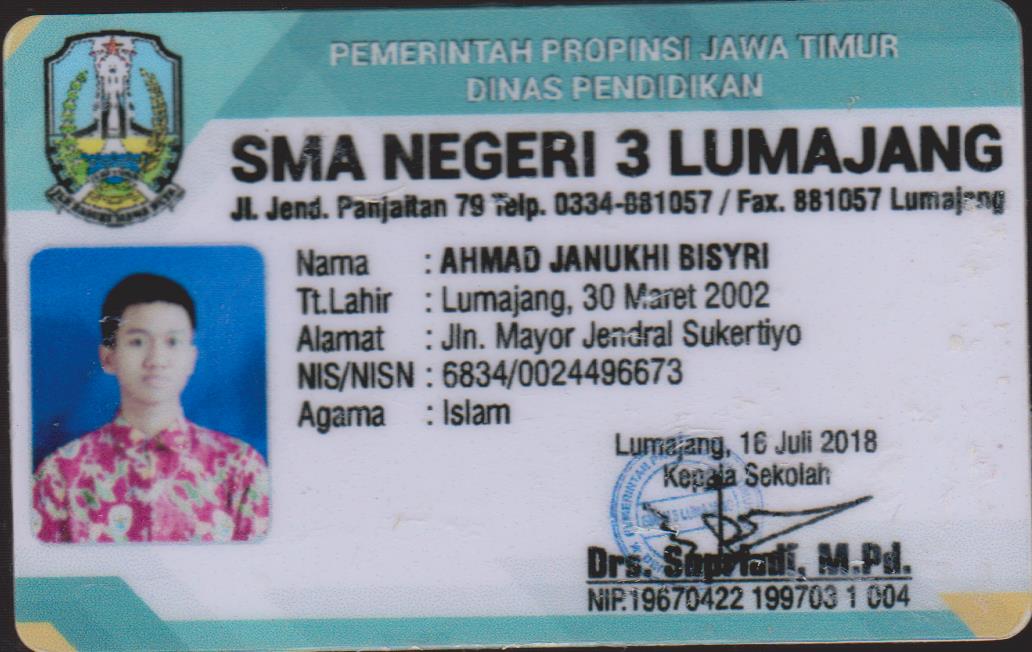 PEMERINTAH PROPINSI JAWA TIMUR
DINAS PENDIDIKAN
SMA NEGERI 3 LUMAJANG
Jl. Jend. Panjaitan 79 Telp. 0334-881057 / Fax. 881057 Lumajang
Nama : AHMAD JANUKHI BISYRI
Tt.Lahir : Lumajang, 30 Maret 2002
Alamat : Jln. Mayor Jendral Sukertiyo
NIS/NISN : 6834/0024496673
Agama : Islam
Lumajang, 16 Juli 2018
Kepala Sekolah
PEMERINTAH
Drs. Supriadi, M.Pd.
NIP.19670422 199703 1 004